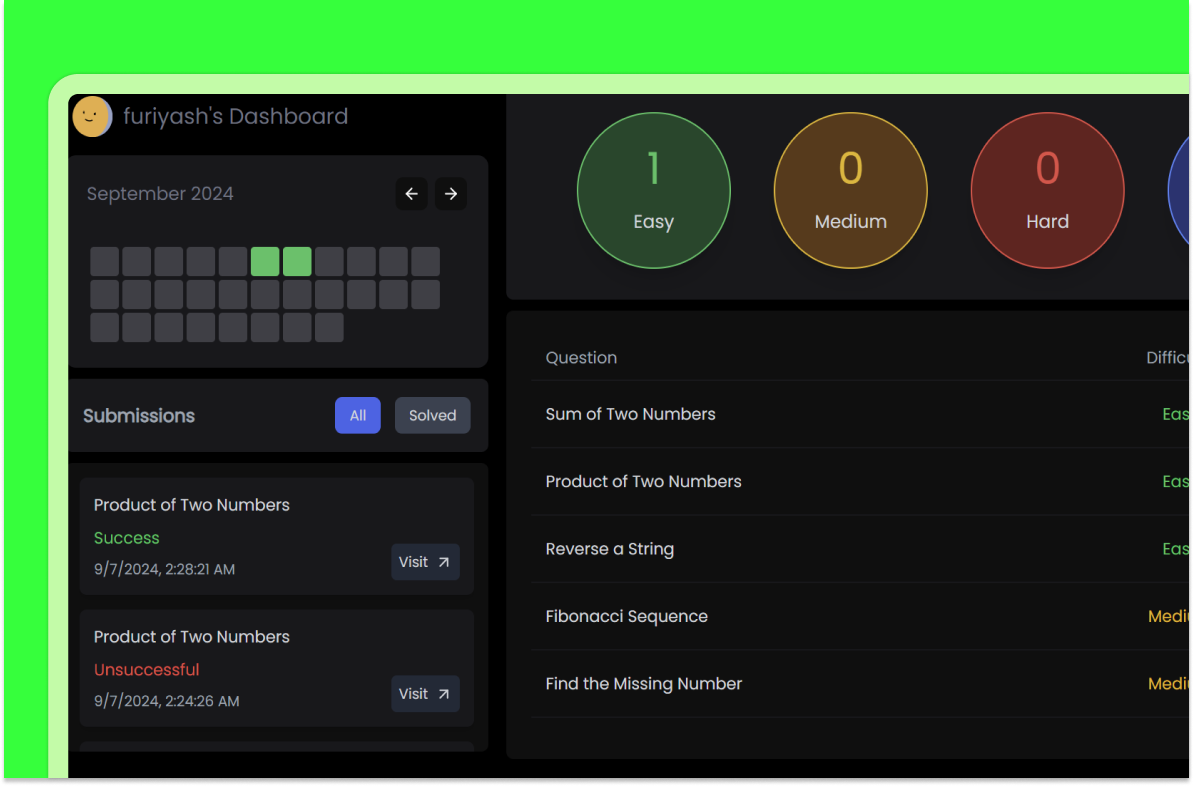 furiyash's Dashboard
September 2024
Submissions
All
Solved
Product of Two Numbers
Success
9/7/2024, 2:28:21 AM
Visit
Product of Two Numbers
Unsuccessful
9/7/2024, 2:24:26 AM
Visit
1
Easy
0
Medium
0
Hard
Question Difficu
Sum of Two Numbers Eas
Product of Two Numbers Eas
Reverse a String Eas
Fibonacci Sequence Mediu
Find the Missing Number Mediu